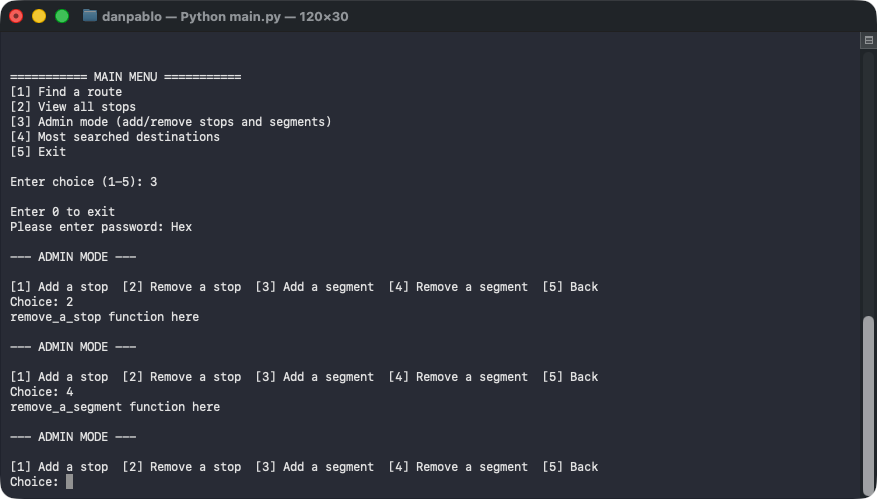 danpablo — Python main.py — 120×30
=========== MAIN MENU ===========
[1] Find a route
[2] View all stops
[3] Admin mode (add/remove stops and segments)
[4] Most searched destinations
[5] Exit
Enter choice (1–5): 3
Enter 0 to exit
Please enter password: Hex
--- ADMIN MODE ---
[1] Add a stop  [2] Remove a stop  [3] Add a segment  [4] Remove a segment  [5] Back
Choice: 2
remove_a_stop function here
--- ADMIN MODE ---
[1] Add a stop  [2] Remove a stop  [3] Add a segment  [4] Remove a segment  [5] Back
Choice: 4
remove_a_segment function here
--- ADMIN MODE ---
[1] Add a stop  [2] Remove a stop  [3] Add a segment  [4] Remove a segment  [5] Back
Choice: